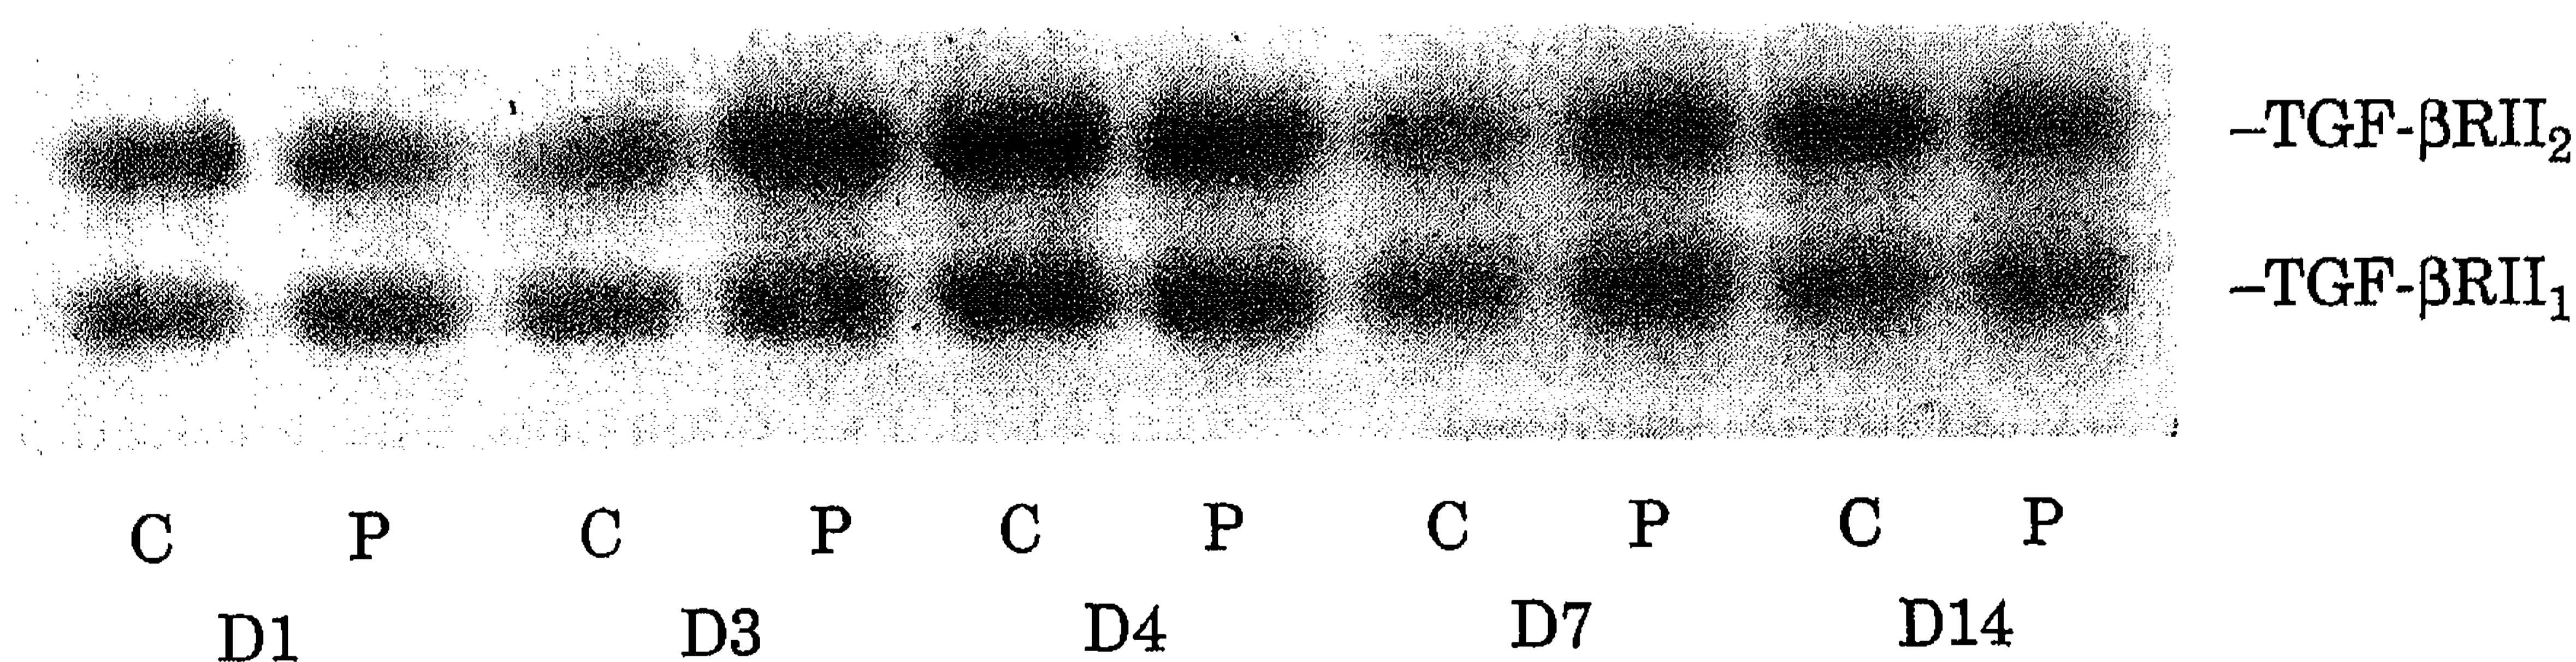 –TGF-βRII₂
–TGF-βRII₁
C P C P C P C P C P
D1 D3 D4 D7 D14